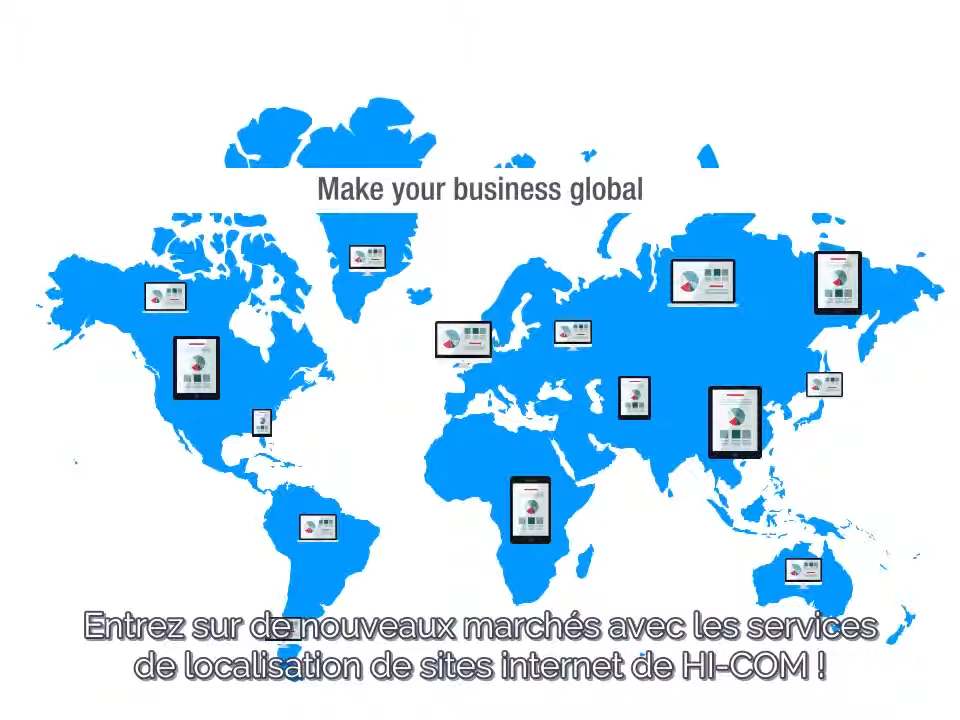 Make your business global
Entrez sur de nouveaux marchés avec les services
de localisation de sites internet de HI-COM !